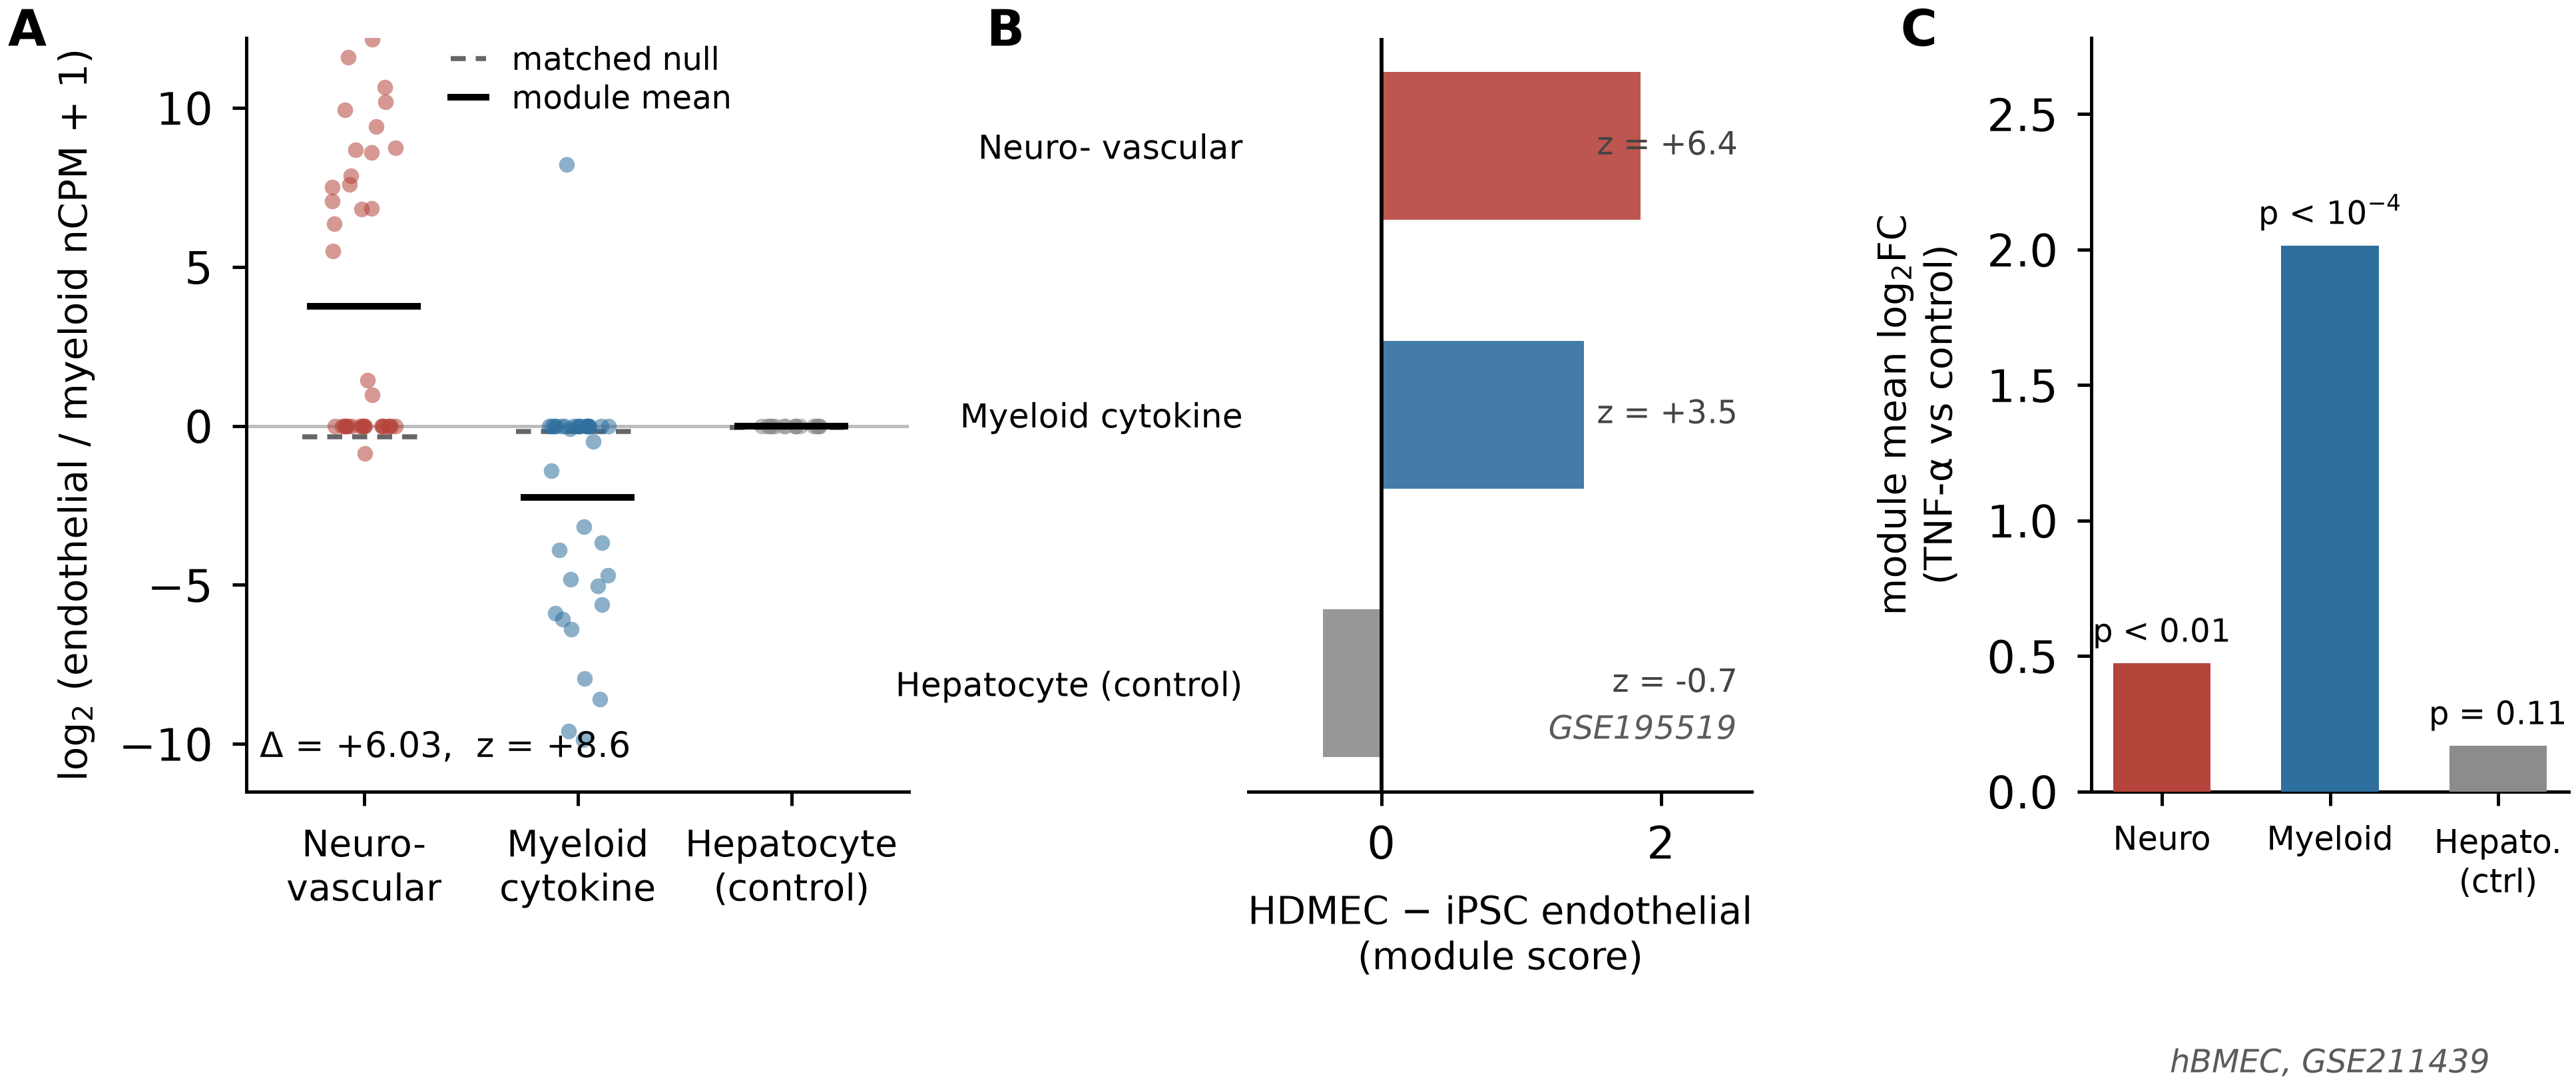 A
log₂ (endothelial / myeloid nCPM + 1)
10
5
0
−5
−10
matched null
module mean
Δ = +6.03, z = +8.6
Neuro-
vascular
Myeloid
cytokine
Hepatocyte
(control)
B
Neuro- vascular
z = +6.4
Myeloid cytokine
z = +3.5
Hepatocyte (control)
z = -0.7
GSE195519
0
2
HDMEC − iPSC endothelial
(module score)
C
module mean log₂FC
(TNF-α vs control)
2.5
2.0
1.5
1.0
0.5
0.0
p < 0.01
p < 10⁻⁴
p = 0.11
Neuro
Myeloid
Hepato.
(ctrl)
hBMEC, GSE211439